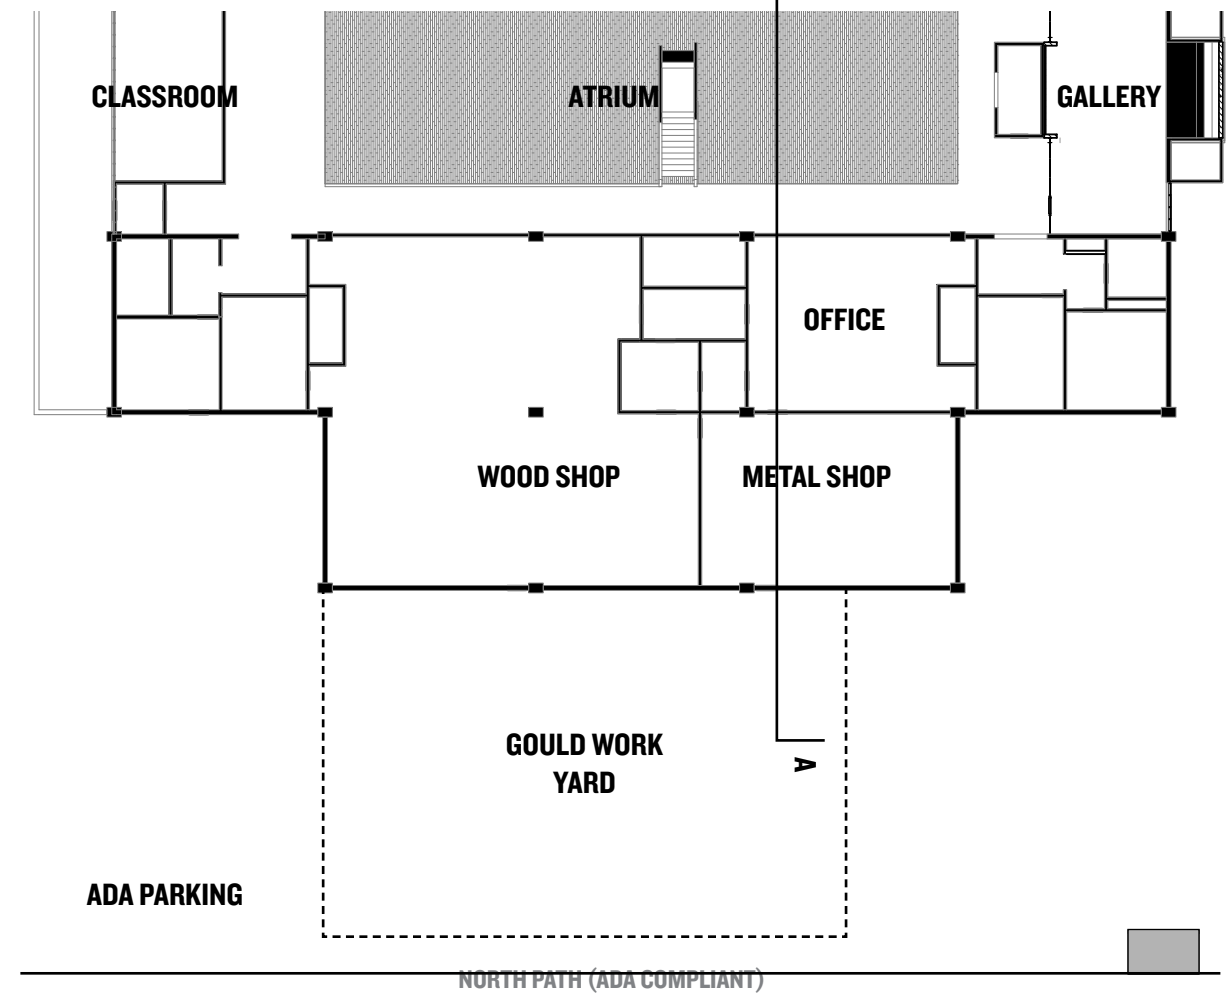 CLASSROOM
ATRIUM
GALLERY
OFFICE
WOOD SHOP
METAL SHOP
GOULD WORK
YARD
A
ADA PARKING
NORTH PATH (ADA COMPLIANT)